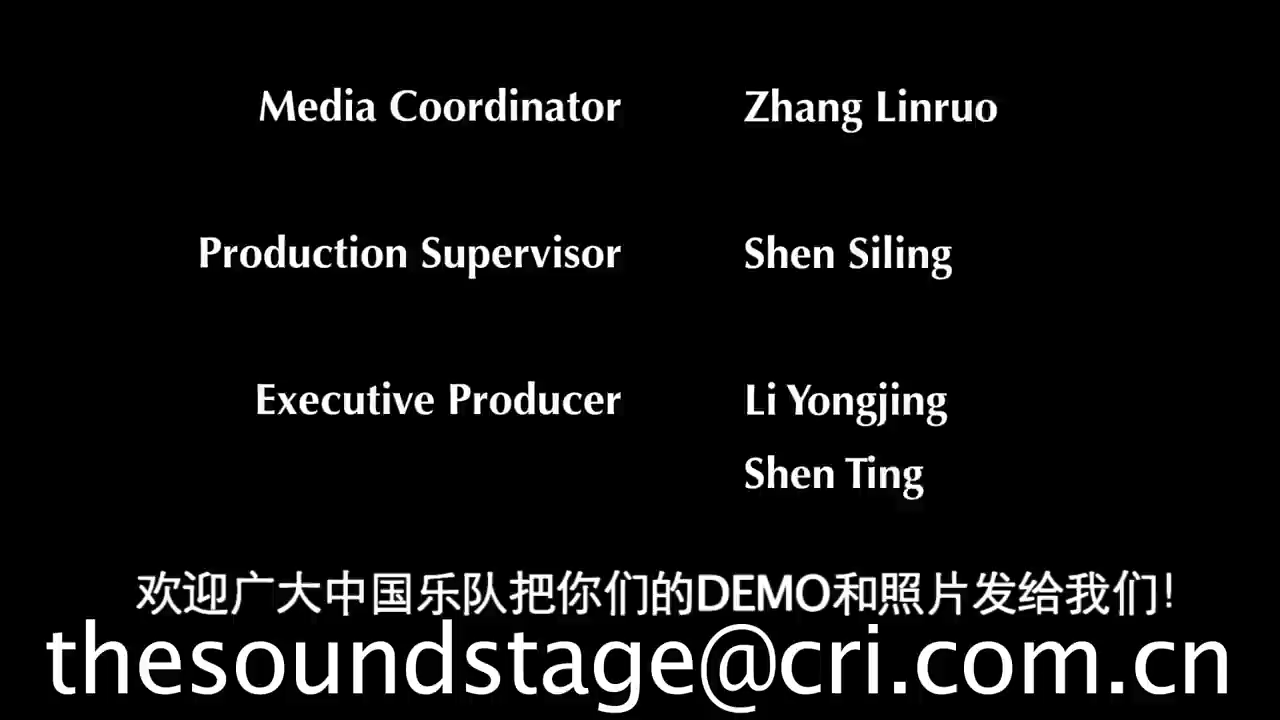 Media Coordinator Zhang Linruo
Production Supervisor Shen Siling
Executive Producer Li Yongjing
Shen Ting
欢迎广大中国乐队把你们的DEMO和照片发给我们!
thesoundstage@cri.com.cn